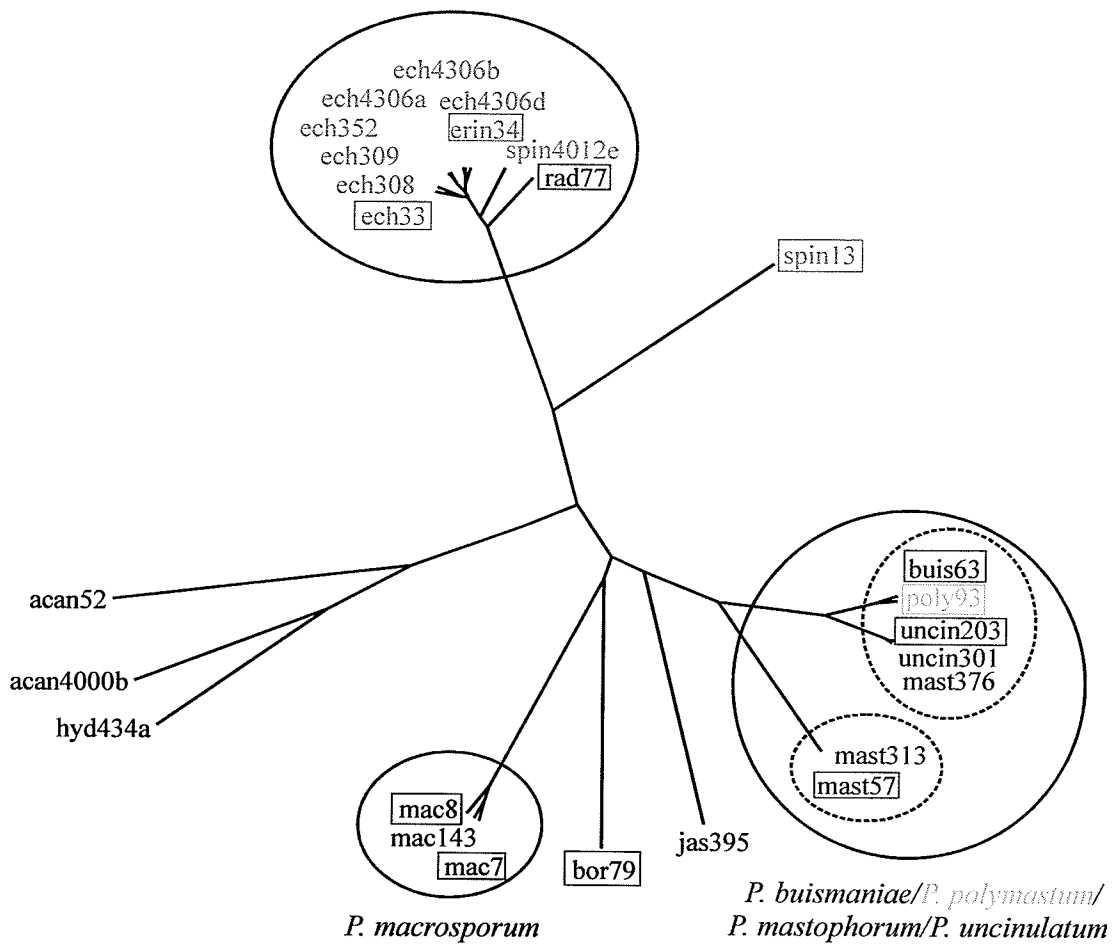 ech4306b
ech4306a ech4306d
ech352 erin34
ech309 spin4012e
ech308 rad77
ech33
spin13
buis63
poly93
uncin203
uncin301
mast376
acan52
acan4000b
hyd434a
mast313
mast57
mac8
mac143
mac7
bor79
jas395
P. macrosporum
P. buismaniae/P. polymastum/
P. mastophorum/P. uncinulatum